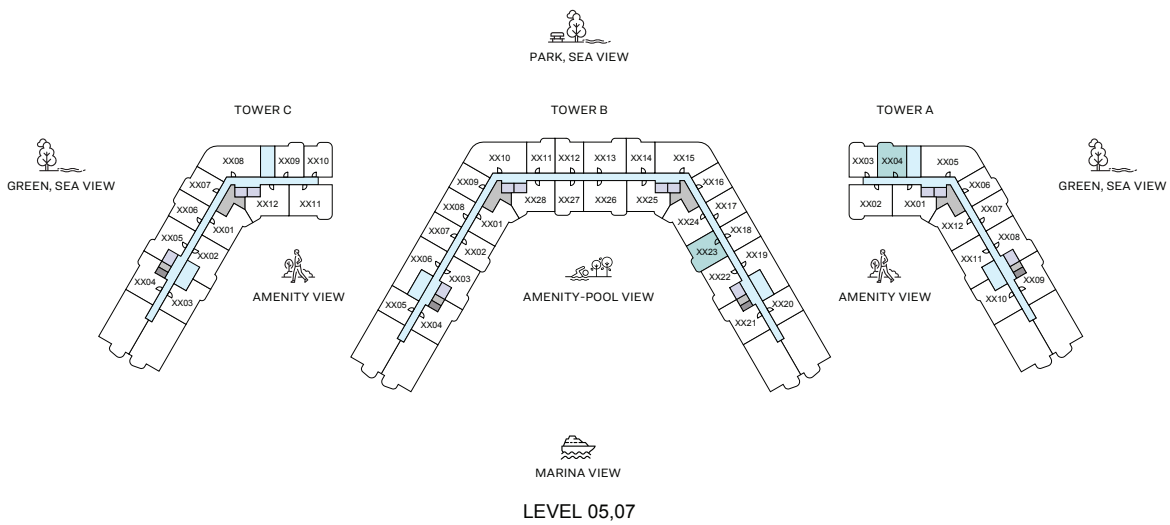 PARK, SEA VIEW
TOWER C
TOWER B
TOWER A
GREEN, SEA VIEW
GREEN, SEA VIEW
XX08
XX09
XX10
XX07
XX06
XX05
XX04
XX03
XX02
XX01
XX12
XX11
XX10
XX11
XX12
XX13
XX14
XX15
XX09
XX08
XX07
XX06
XX05
XX04
XX03
XX02
XX01
XX28
XX27
XX26
XX25
XX24
XX23
XX22
XX21
XX16
XX17
XX18
XX19
XX20
XX03
XX04
XX05
XX02
XX01
XX06
XX07
XX08
XX09
XX12
XX11
XX10
AMENITY VIEW
AMENITY-POOL VIEW
AMENITY VIEW
MARINA VIEW
LEVEL 05,07